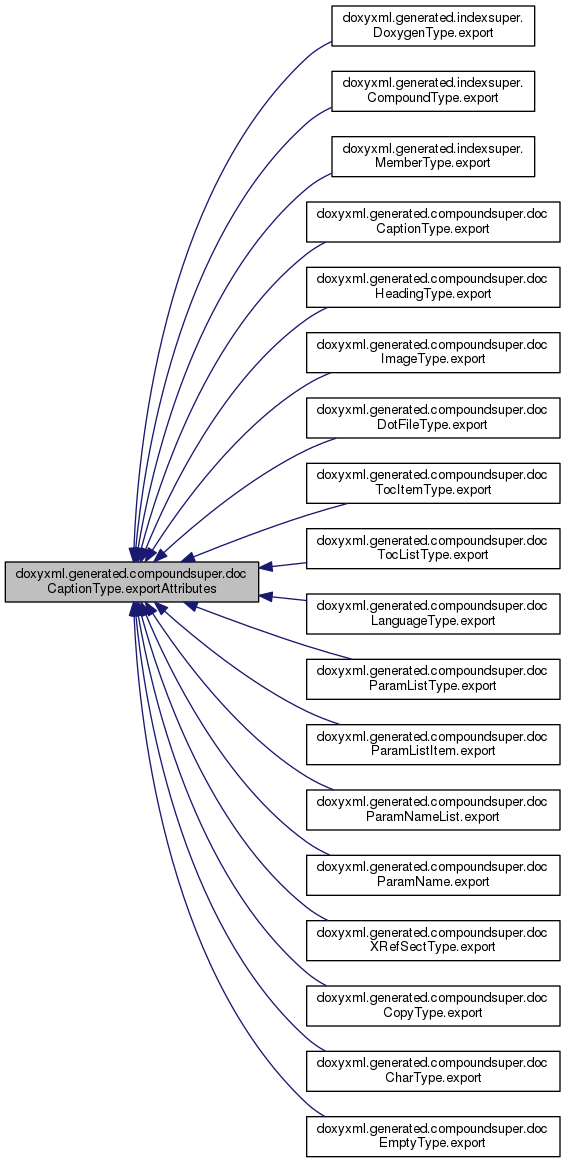 doxyxml.generated.indexsuper.
DoxygenType.export
doxyxml.generated.indexsuper.
CompoundType.export
doxyxml.generated.indexsuper.
MemberType.export
doxyxml.generated.compoundsuper.doc
CaptionType.export
doxyxml.generated.compoundsuper.doc
HeadingType.export
doxyxml.generated.compoundsuper.doc
ImageType.export
doxyxml.generated.compoundsuper.doc
DotFileType.export
doxyxml.generated.compoundsuper.doc
TocItemType.export
doxyxml.generated.compoundsuper.doc
TocListType.export
doxyxml.generated.compoundsuper.doc
CaptionType.exportAttributes
doxyxml.generated.compoundsuper.doc
LanguageType.export
doxyxml.generated.compoundsuper.doc
ParamListType.export
doxyxml.generated.compoundsuper.doc
ParamListItem.export
doxyxml.generated.compoundsuper.doc
ParamNameList.export
doxyxml.generated.compoundsuper.doc
ParamName.export
doxyxml.generated.compoundsuper.doc
XRefSectType.export
doxyxml.generated.compoundsuper.doc
CopyType.export
doxyxml.generated.compoundsuper.doc
CharType.export
doxyxml.generated.compoundsuper.doc
EmptyType.export